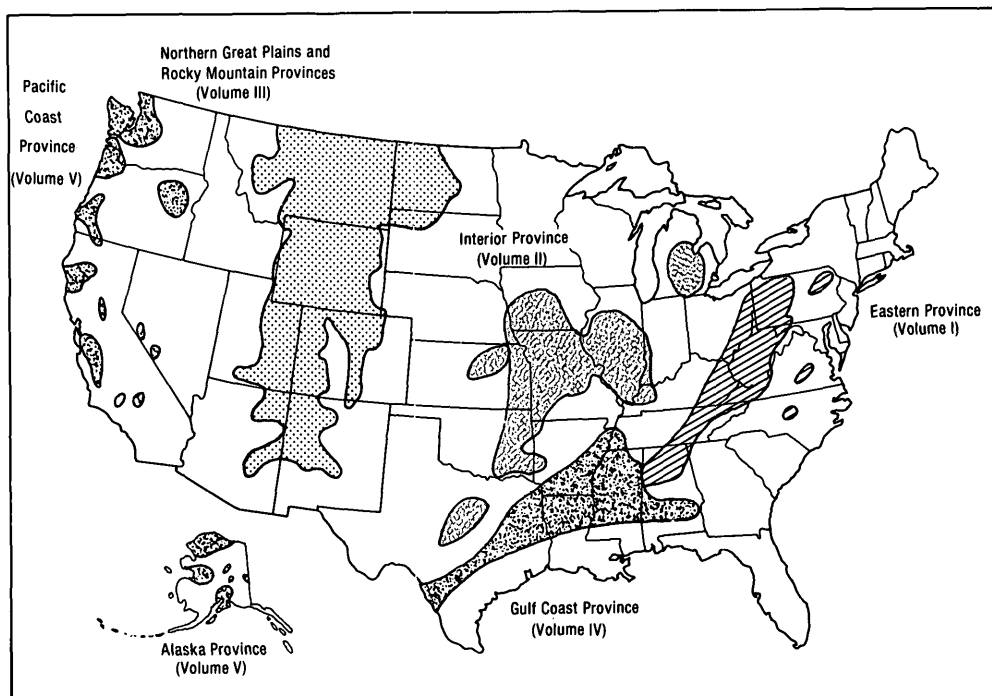 Northern Great Plains and
Rocky Mountain Provinces
(Volume III)
Pacific
Coast
Province
(Volume V)
Interior Province
(Volume II)
Eastern Province
(Volume I)
Gulf Coast Province
(Volume IV)
Alaska Province
(Volume V)